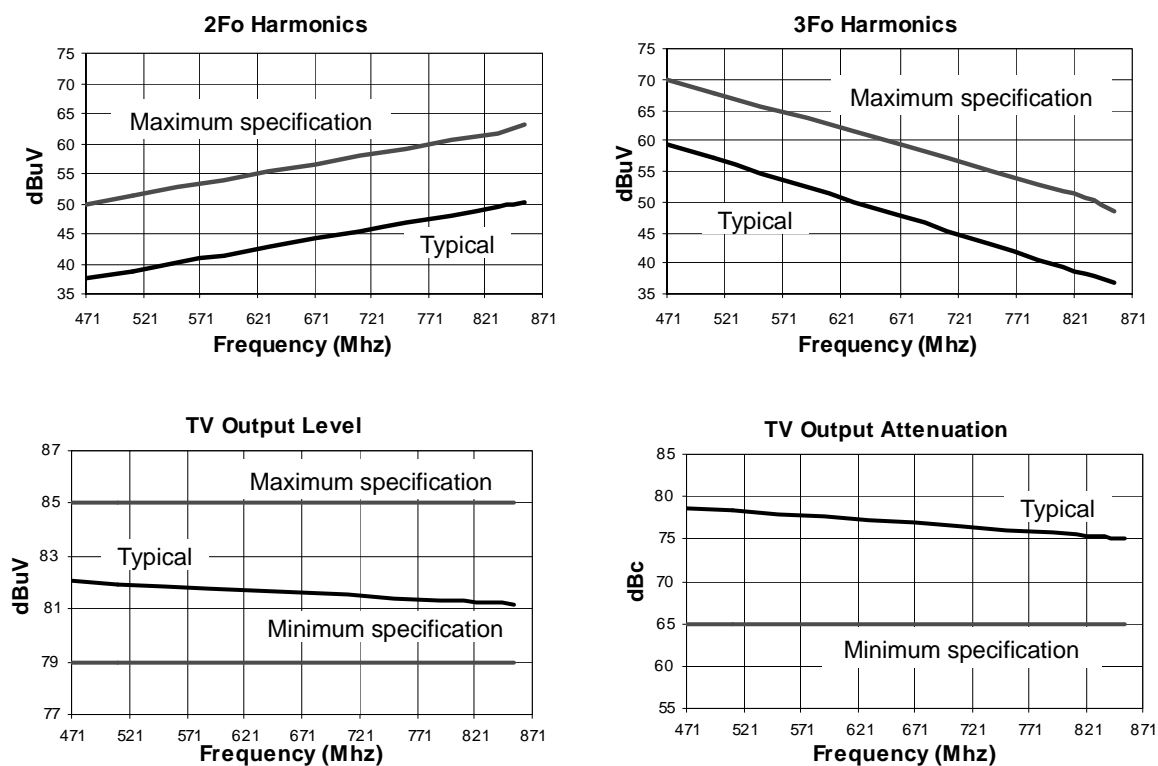 2Fo Harmonics
75
70
65
60
55
50
45
40
35
dBuV
Maximum specification
Typical
471 521 571 621 671 721 771 821 871
Frequency (Mhz)
3Fo Harmonics
75
70
65
60
55
50
45
40
35
dBuV
Maximum specification
Typical
471 521 571 621 671 721 771 821 871
Frequency (Mhz)
TV Output Level
87
85
83
81
79
77
dBuV
Maximum specification
Typical
Minimum specification
471 521 571 621 671 721 771 821 871
Frequency (Mhz)
TV Output Attenuation
85
80
75
70
65
60
55
dBc
Typical
Minimum specification
471 521 571 621 671 721 771 821 871
Frequency (Mhz)